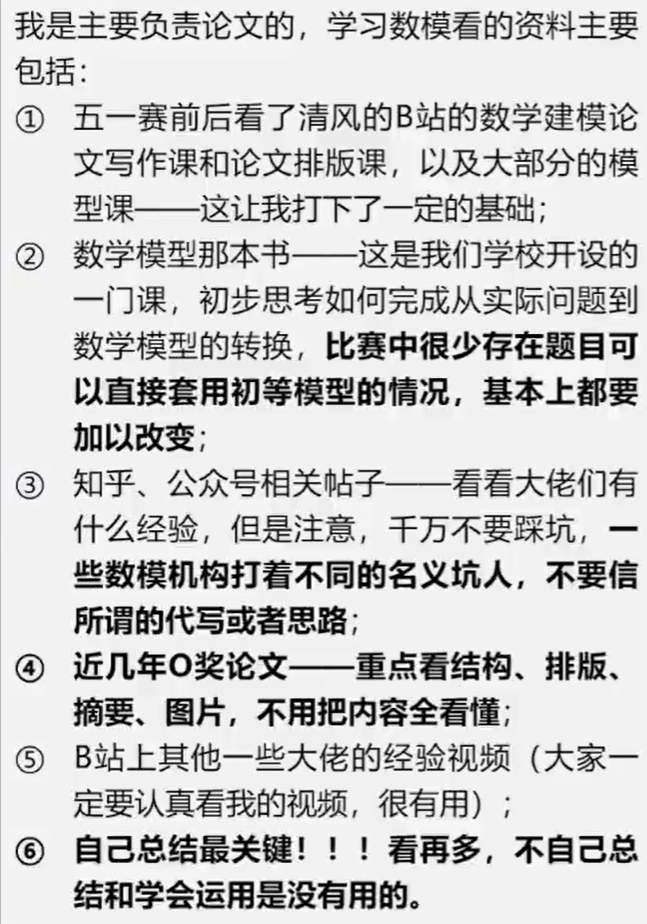 我是主要负责论文的，学习数模看的资料主要
包括：
① 五一赛前后看了清风的B站的数学建模论
文写作课和论文排版课，以及大部分的模
型课——这让我打下了一定的基础；
② 数学模型那本书——这是我们学校开设的
一门课，初步思考如何完成从实际问题到
数学模型的转换，比赛中很少存在题目可
以直接套用初等模型的情况，基本上都要
加以改变；
③ 知乎、公众号相关帖子——看看大佬们有
什么经验，但是注意，千万不要踩坑，一
些数模机构打着不同的名义坑人，不要信
所谓的代写或者思路；
④ 近几年O奖论文——重点看结构、排版、
摘要、图片，不用把内容全看懂；
⑤ B站上其他一些大佬的经验视频（大家一
定要认真看我的视频，很有用）；
⑥ 自己总结最关键！！！看再多，不自己总
结和学会运用是没有用的。